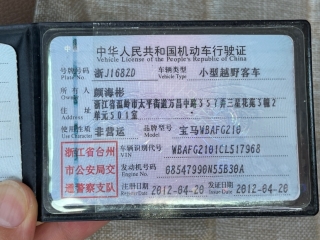 中华人民共和国机动车行驶证
Vehicle License of the People's Republic of China
号牌号码 浙J168ZD 车辆类型 小型越野客车
Plate No. Vehicle Type
所有人 颜海彬
Owner
住址 浙江省温岭市太平街道万昌中路351弄三星花苑3幢2
Address 单元501室
使用性质 非营运 品牌型号 宝马WBAFG210
Use Character Model
浙江省台州 车辆识别代号 WBAFG2101CL517968
VIN
市公安局交 发动机号码 G8547990N55B30A
Engine No.
通警察支队 注册日期 2012-04-20 发证日期 2012-04-20
Register Date Issue Date